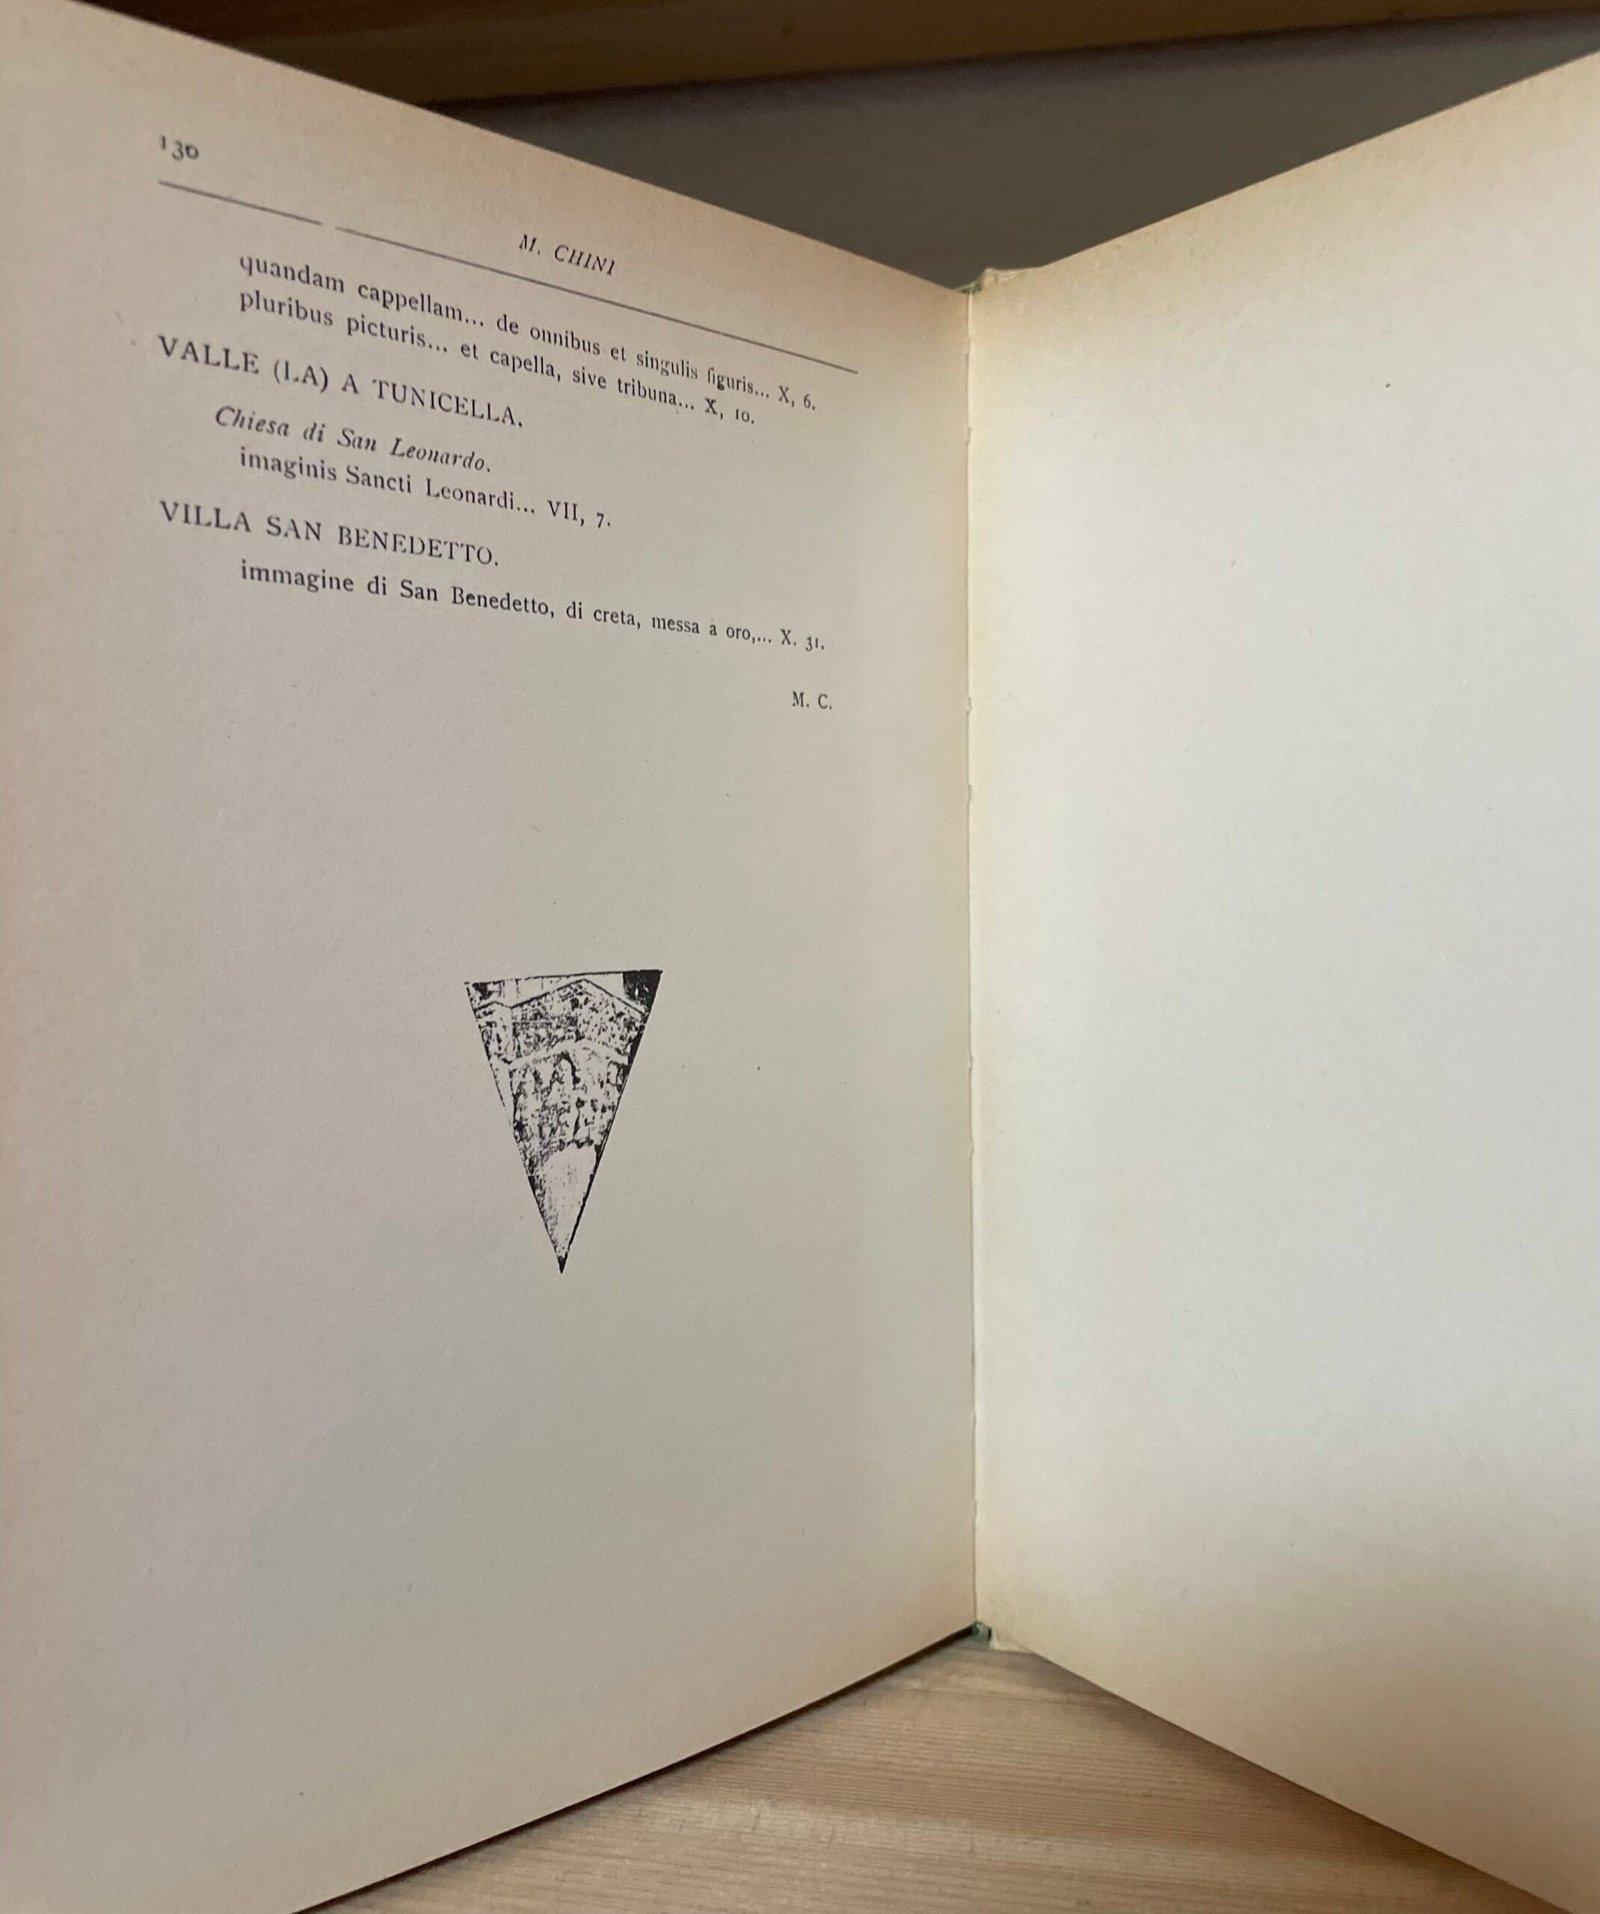 130
M. CHINI
quandam cappellam... de onnibus et singulis figuris... X, 6.
pluribus picturis... et capella, sive tribuna... X, 10.
VALLE (LA) A TUNICELLA.
Chiesa di San Leonardo.
imaginis Sancti Leonardi... VII, 7.
VILLA SAN BENEDETTO.
immagine di San Benedetto, di creta, messa a oro,... X. 31.
M. C.